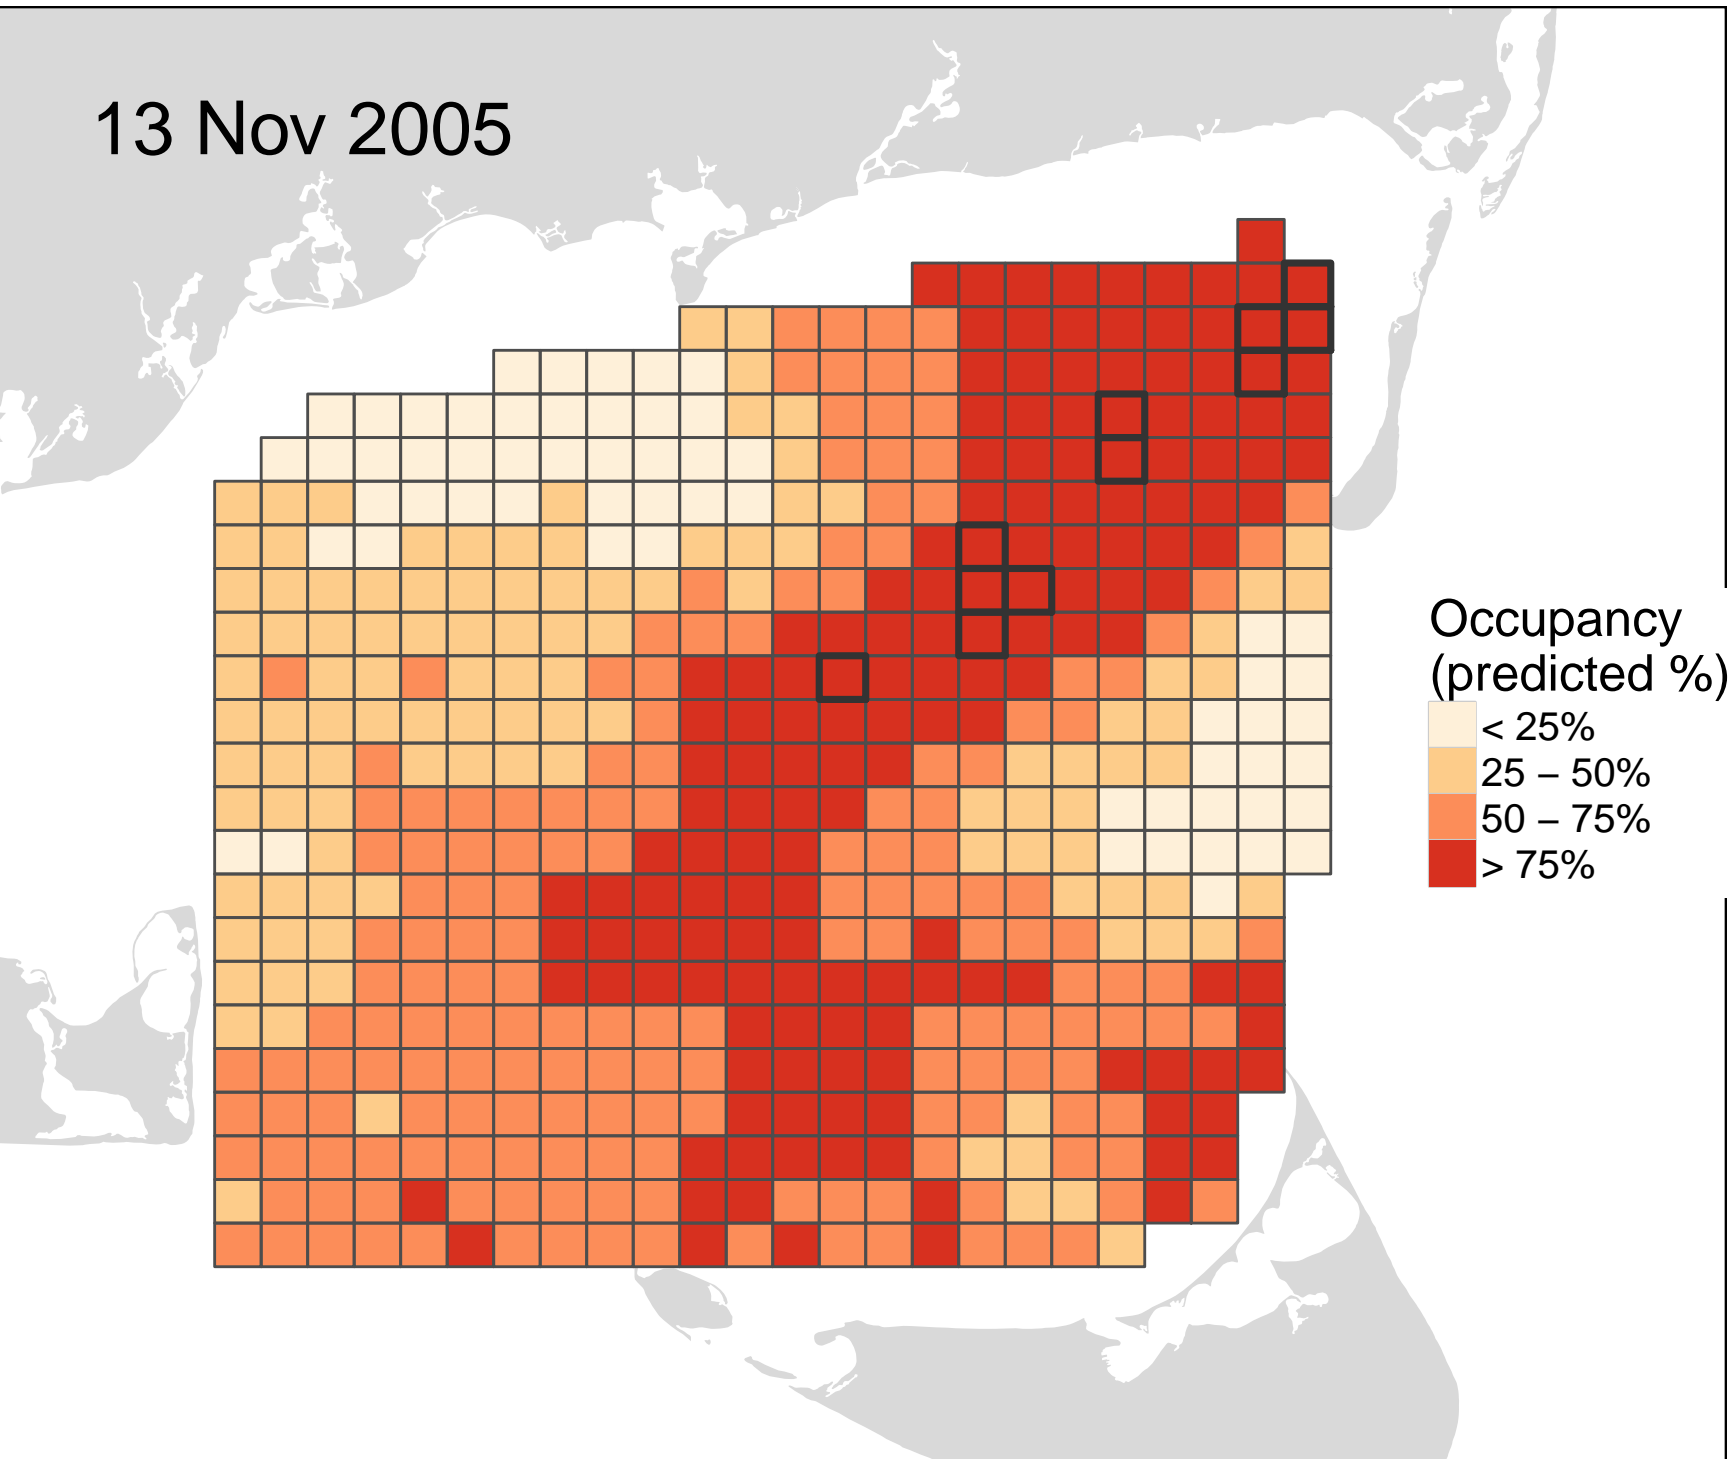 13 Nov 2005
Occupancy
(predicted %)
< 25%
25 – 50%
50 – 75%
> 75%